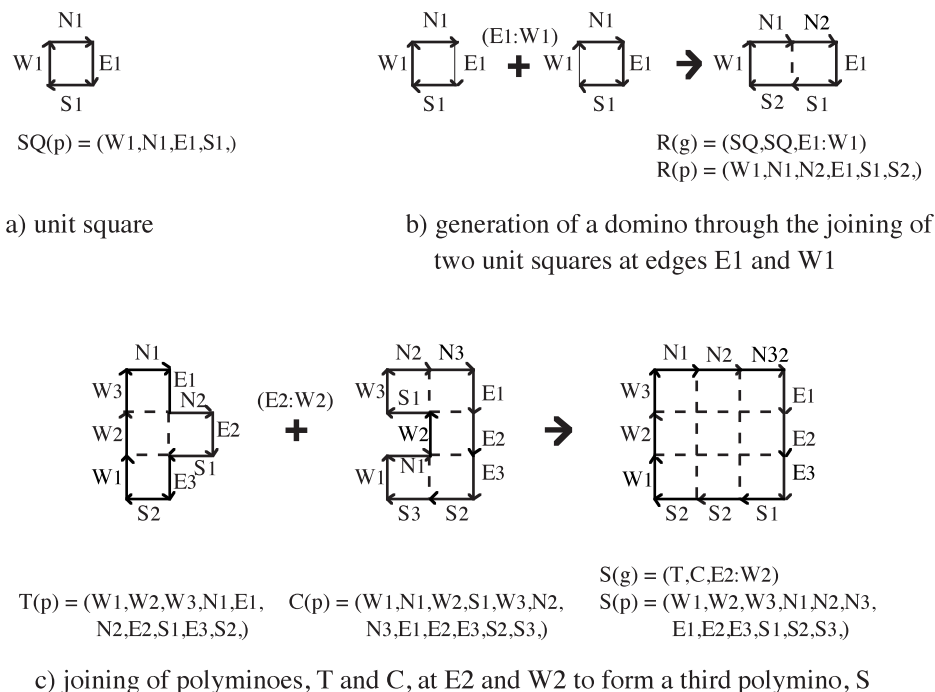 N1
W1 E1
S1
SQ(p) = (W1,N1,E1,S1,)
a) unit square
N1 (E1:W1) N1 N1 N2
W1 E1 + W1 E1 W1 E1
S1 S1 S2 S1
R(g) = (SQ,SQ,E1:W1)
R(p) = (W1,N1,N2,E1,S1,S2,)
b) generation of a domino through the joining of
two unit squares at edges E1 and W1
N1
W3 E1
N2
W2 E2
S1
W1 E3
S2
(E2:W2)
+
N2 N3
W3 E1
S1
W2 E2
N1
W1 E3
S3 S2
N1 N2 N32
W3 E1
W2 E2
W1 E3
S2 S2 S1
T(p) = (W1,W2,W3,N1,E1,
N2,E2,S1,E3,S2,)
C(p) = (W1,N1,W2,S1,W3,N2,
N3,E1,E2,E3,S2,S3,)
S(g) = (T,C,E2:W2)
S(p) = (W1,W2,W3,N1,N2,N3,
E1,E2,E3,S1,S2,S3,)
c) joining of polyminoes, T and C, at E2 and W2 to form a third polymino, S